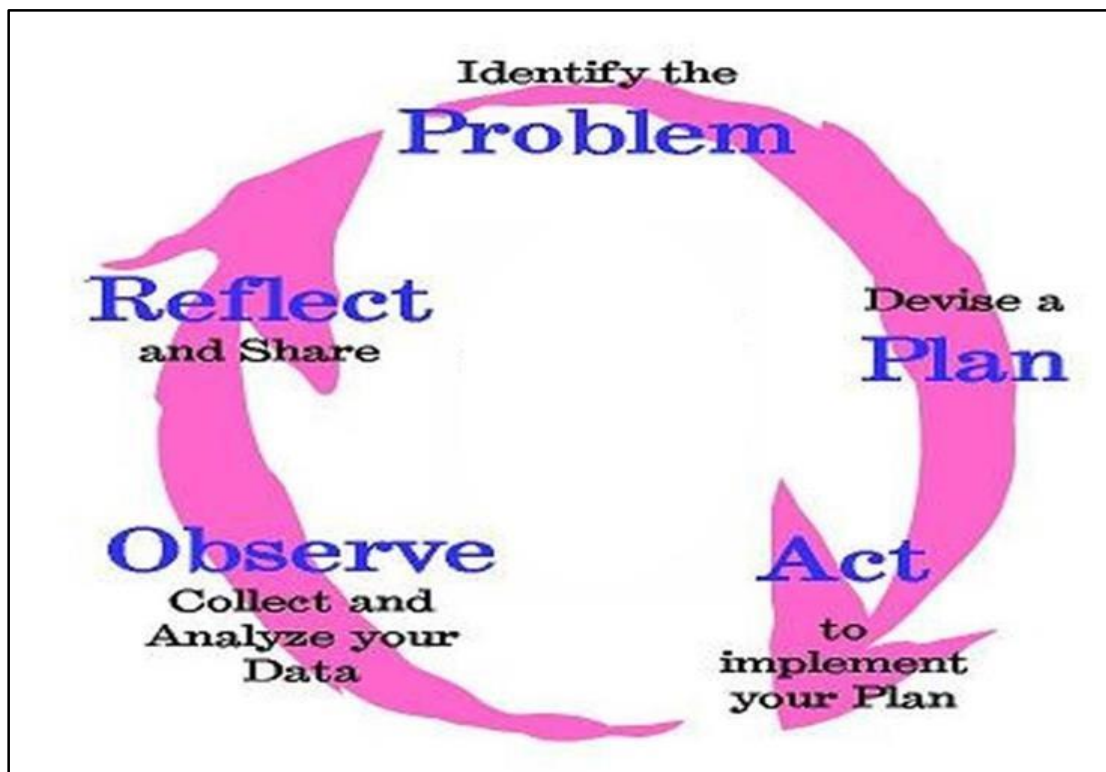 Identify the
Problem
Devise a
Plan
Act
to
implement
your Plan
Observe
Collect and
Analyze your
Data
Reflect
and Share